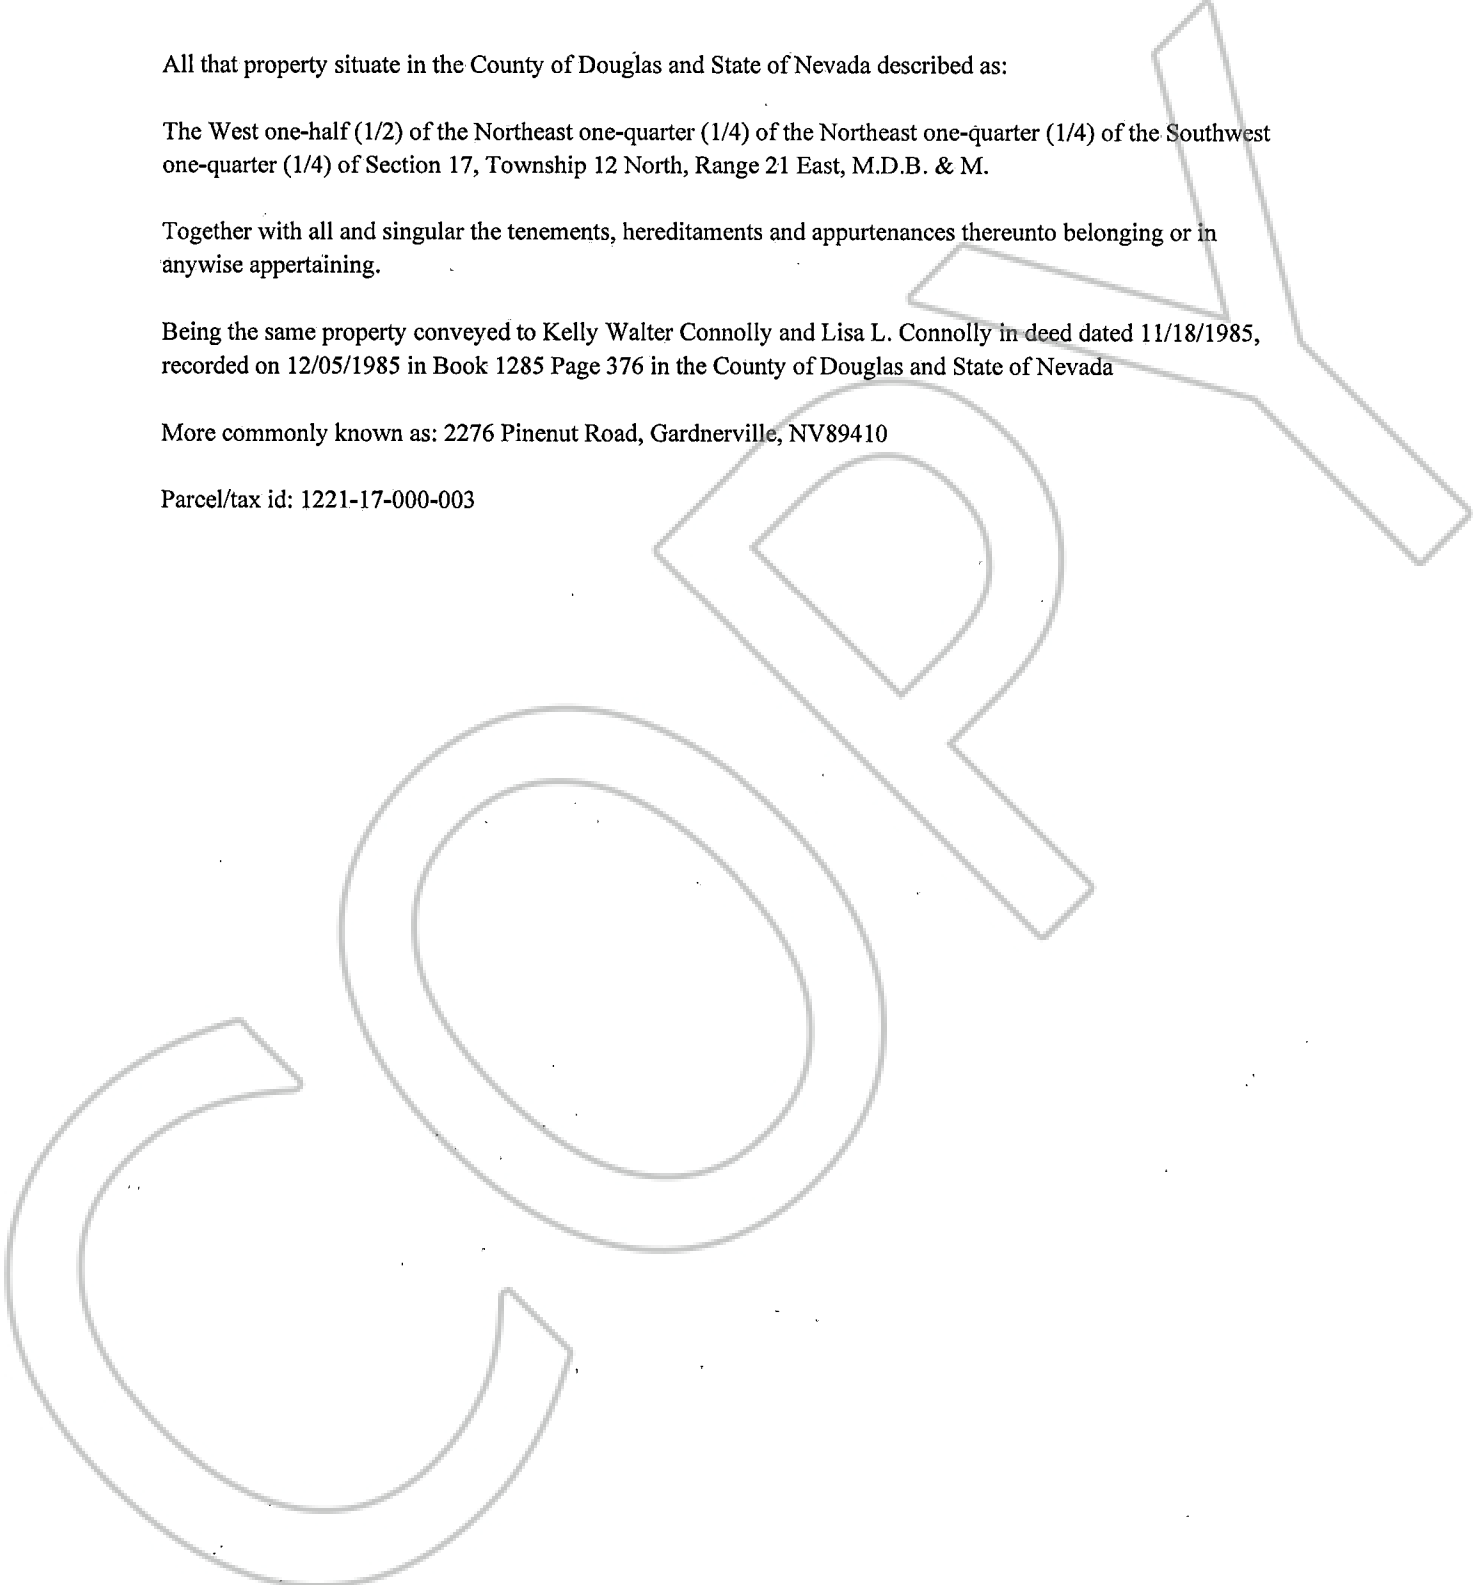 All that property situate in the County of Douglas and State of Nevada described as:
The West one-half (1/2) of the Northeast one-quarter (1/4) of the Northeast one-quarter (1/4) of the Southwest
one-quarter (1/4) of Section 17, Township 12 North, Range 21 East, M.D.B. & M.
Together with all and singular the tenements, hereditaments and appurtenances thereunto belonging or in
anywise appertaining.
Being the same property conveyed to Kelly Walter Connolly and Lisa L. Connolly in deed dated 11/18/1985,
recorded on 12/05/1985 in Book 1285 Page 376 in the County of Douglas and State of Nevada
More commonly known as: 2276 Pinenut Road, Gardnerville, NV89410
Parcel/tax id: 1221-17-000-003
COPY